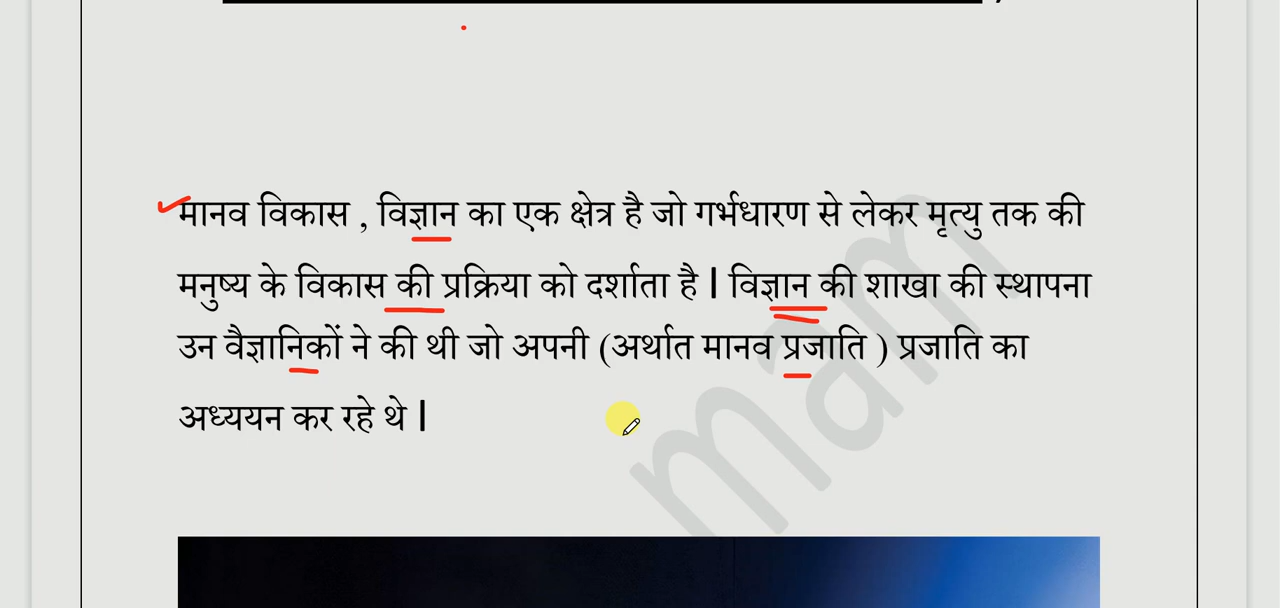 मानव विकास , विज्ञान का एक क्षेत्र है जो गर्भधारण से लेकर मृत्यु तक की
मनुष्य के विकास की प्रक्रिया को दर्शाता है | विज्ञान की शाखा की स्थापना
उन वैज्ञानिकों ने की थी जो अपनी (अर्थात मानव प्रजाति ) प्रजाति का
अध्ययन कर रहे थे |
mam